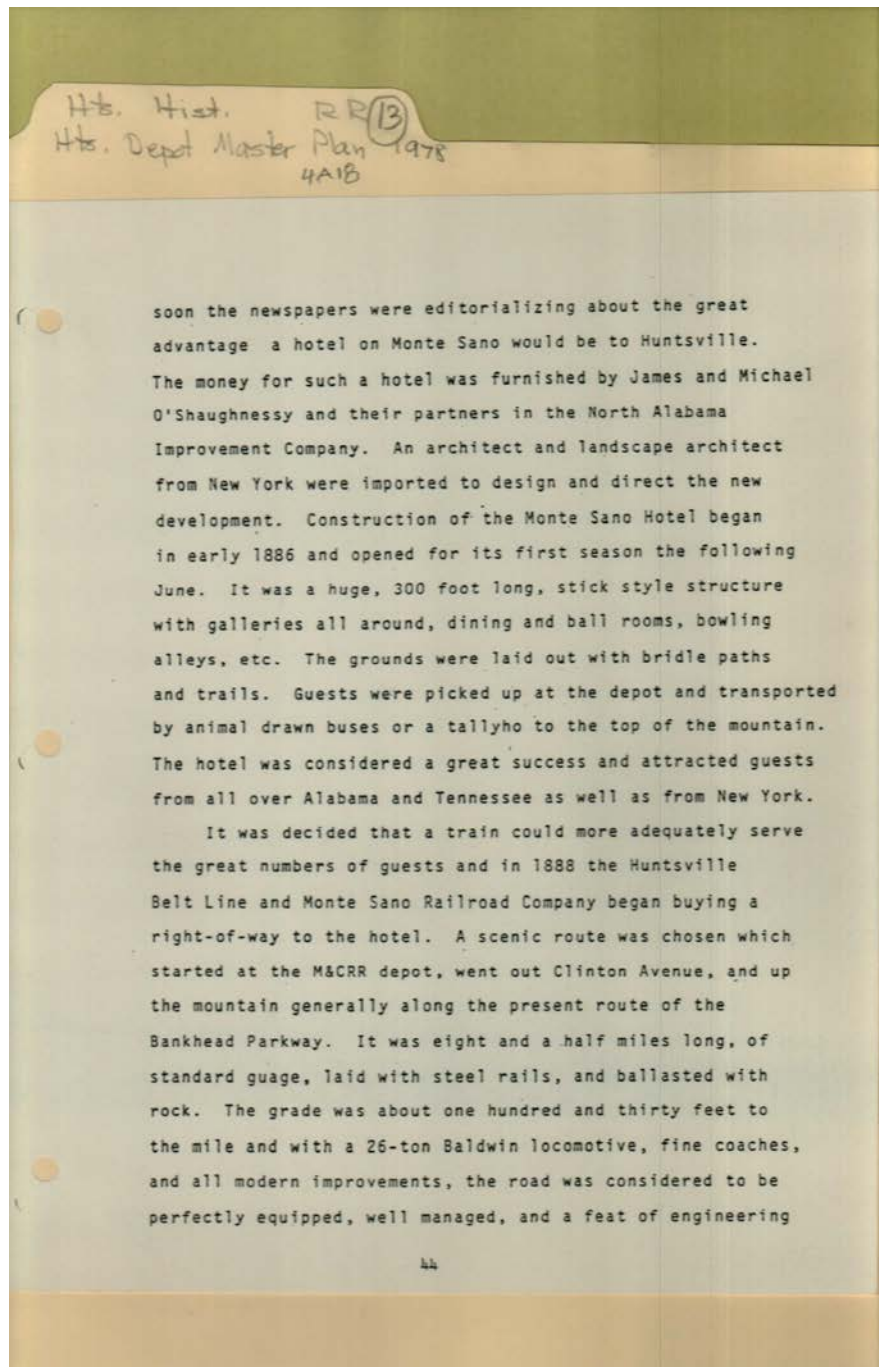 Hts. Hist. RR 13
Hts. Depot Master Plan 1978
4A1B
soon the newspapers were editorializing about the great
advantage a hotel on Monte Sano would be to Huntsville.
The money for such a hotel was furnished by James and Michael
O'Shaughnessy and their partners in the North Alabama
Improvement Company. An architect and landscape architect
from New York were imported to design and direct the new
development. Construction of the Monte Sano Hotel began
in early 1886 and opened for its first season the following
June. It was a huge, 300 foot long, stick style structure
with galleries all around, dining and ball rooms, bowling
alleys, etc. The grounds were laid out with bridle paths
and trails. Guests were picked up at the depot and transported
by animal drawn buses or a tallyho to the top of the mountain.
The hotel was considered a great success and attracted guests
from all over Alabama and Tennessee as well as from New York.
It was decided that a train could more adequately serve
the great numbers of guests and in 1888 the Huntsville
Belt Line and Monte Sano Railroad Company began buying a
right-of-way to the hotel. A scenic route was chosen which
started at the M&CRR depot, went out Clinton Avenue, and up
the mountain generally along the present route of the
Bankhead Parkway. It was eight and a half miles long, of
standard guage, laid with steel rails, and ballasted with
rock. The grade was about one hundred and thirty feet to
the mile and with a 26-ton Baldwin locomotive, fine coaches,
and all modern improvements, the road was considered to be
perfectly equipped, well managed, and a feat of engineering
44